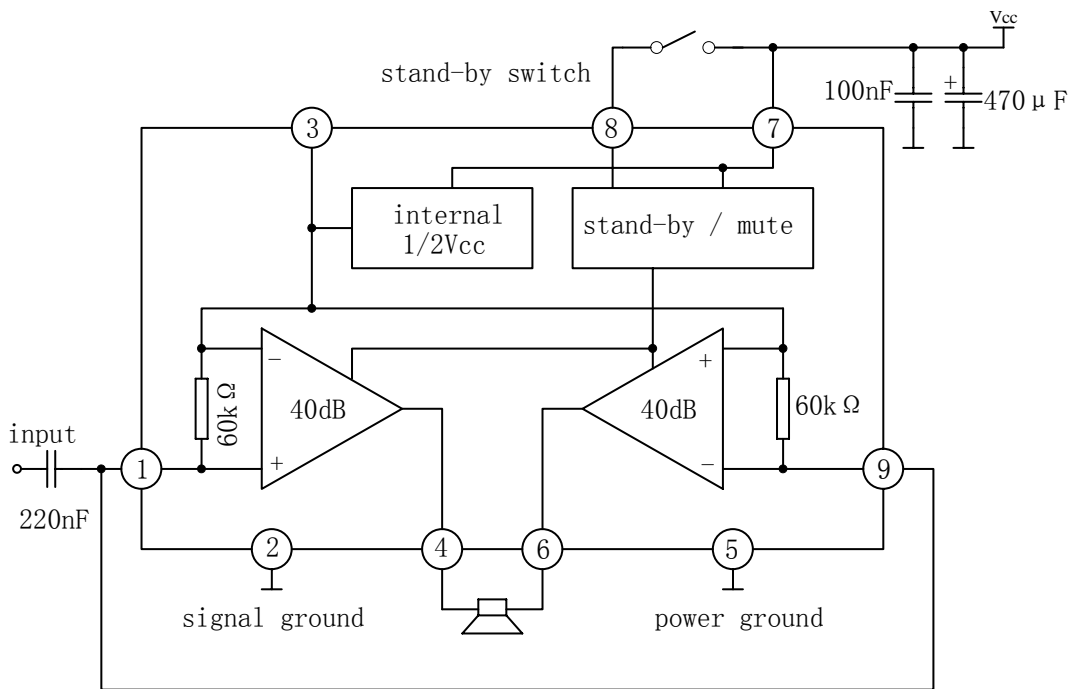 Vcc
stand-by switch
100nF
+
470μF
3
8
7
internal
1/2Vcc
stand-by / mute
−
+
40dB
40dB
60kΩ
60kΩ
input
1
+
−
9
220nF
2
4
6
5
signal ground
power ground